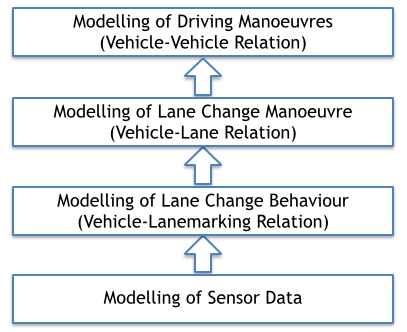 Modelling of Driving Manoeuvres
(Vehicle-Vehicle Relation)
Modelling of Lane Change Manoeuvre
(Vehicle-Lane Relation)
Modelling of Lane Change Behaviour
(Vehicle-Lanemarking Relation)
Modelling of Sensor Data